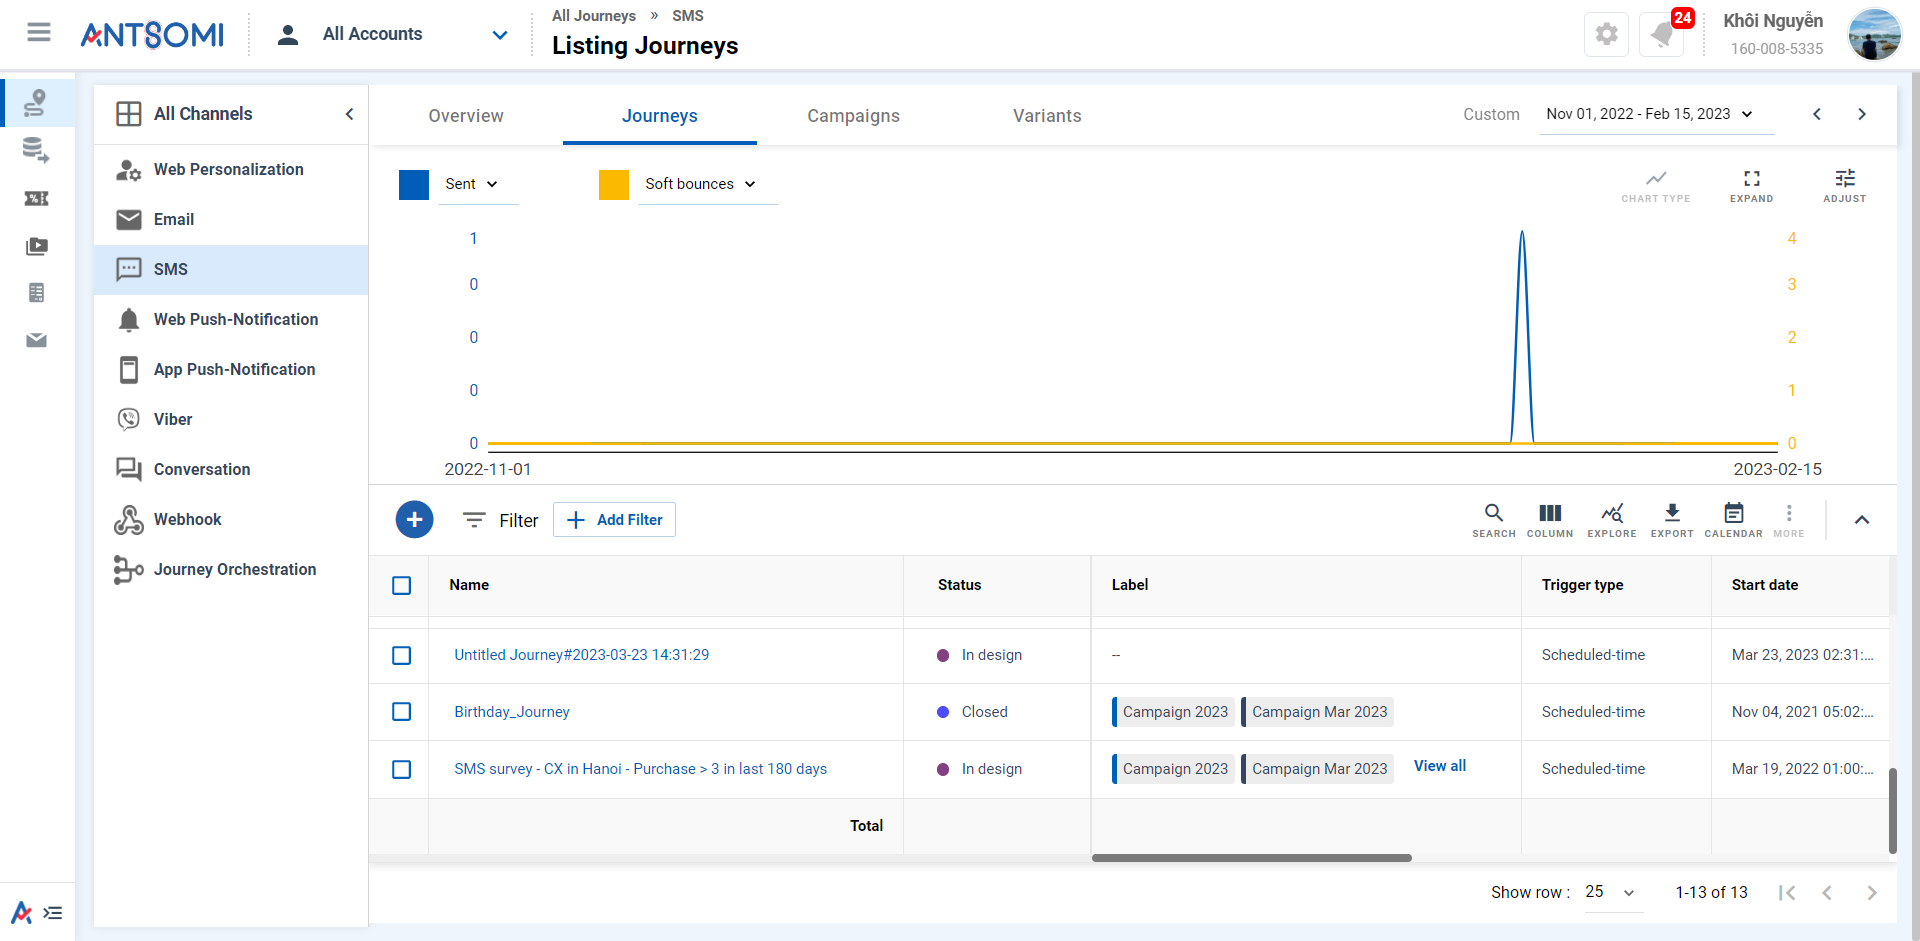 ANTSOMI
All Accounts
All Journeys » SMS
Listing Journeys
24
Khôi Nguyễn
160-008-5335
All Channels
Web Personalization
Email
SMS
Web Push-Notification
App Push-Notification
Viber
Conversation
Webhook
Journey Orchestration
Overview
Journeys
Campaigns
Variants
Custom
Nov 01, 2022 - Feb 15, 2023
Sent
Soft bounces
CHART TYPE
EXPAND
ADJUST
1
0
0
0
0
4
3
2
1
0
2022-11-01
2023-02-15
Filter
Add Filter
SEARCH
COLUMN
EXPLORE
EXPORT
CALENDAR
MORE
Name Status Label Trigger type Start date
Untitled Journey#2023-03-23 14:31:29 In design -- Scheduled-time Mar 23, 2023 02:31:...
Birthday_Journey Closed Campaign 2023 Campaign Mar 2023 Scheduled-time Nov 04, 2021 05:02:...
SMS survey - CX in Hanoi - Purchase > 3 in last 180 days In design Campaign 2023 Campaign Mar 2023 View all Scheduled-time Mar 19, 2022 01:00:...
Total
Show row : 25 1-13 of 13